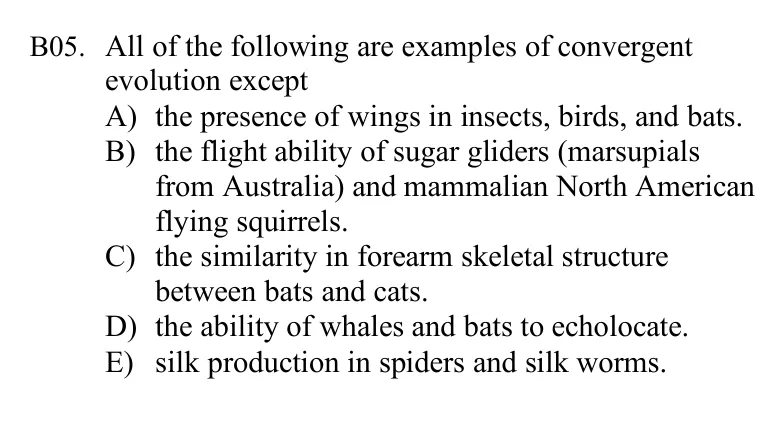 B05. All of the following are examples of convergent
evolution except
A) the presence of wings in insects, birds, and bats.
B) the flight ability of sugar gliders (marsupials
from Australia) and mammalian North American
flying squirrels.
C) the similarity in forearm skeletal structure
between bats and cats.
D) the ability of whales and bats to echolocate.
E) silk production in spiders and silk worms.